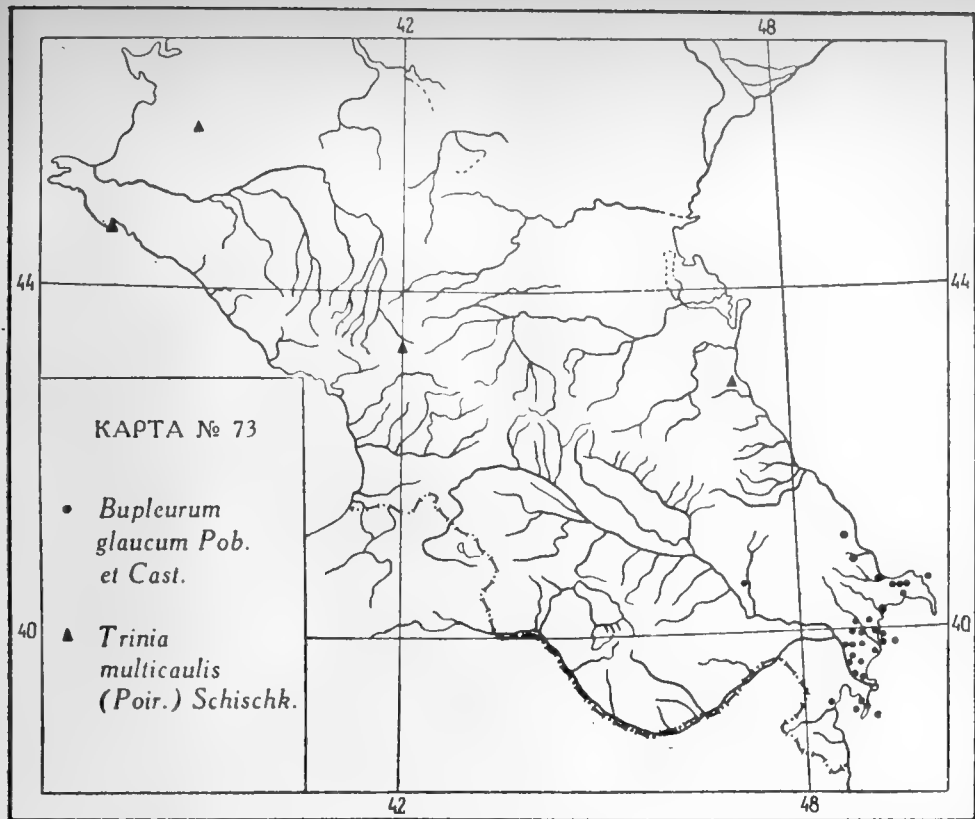 42 48
44 44
КАРТА № 73
Bupleurum
glaucum Pob.
et Cast.
Trinia
multicaulis
(Poir.) Schischk.
40 40
42 48